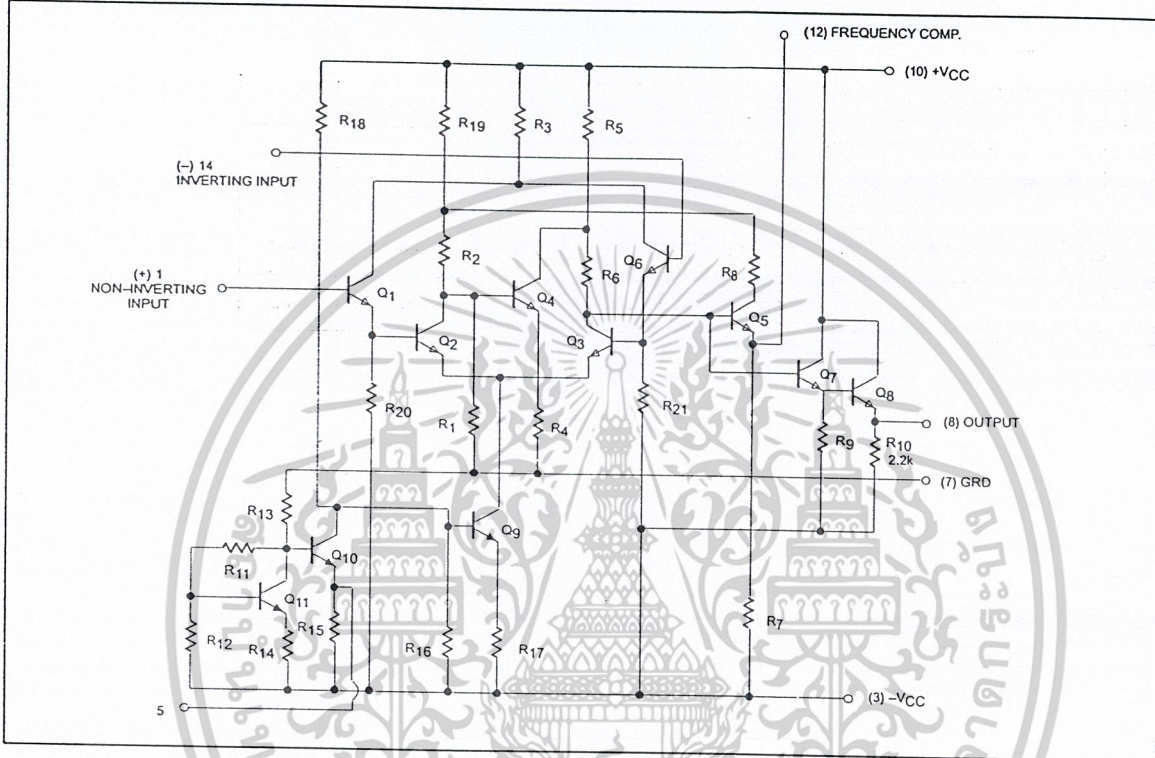 (12) FREQUENCY COMP.
(10) +VCC
R18
R19
R3
R5
(–) 14
INVERTING INPUT
R2
R6
Q6
R8
(+) 1
NON–INVERTING
INPUT
Q1
Q4
Q5
Q2
Q3
Q7
Q8
R20
R1
R4
R21
R9
(8) OUTPUT
R10
2.2k
(7) GRD
R13
Q9
Q10
R11
Q11
R12
R14
R15
R16
R17
R7
5
(3) –VCC